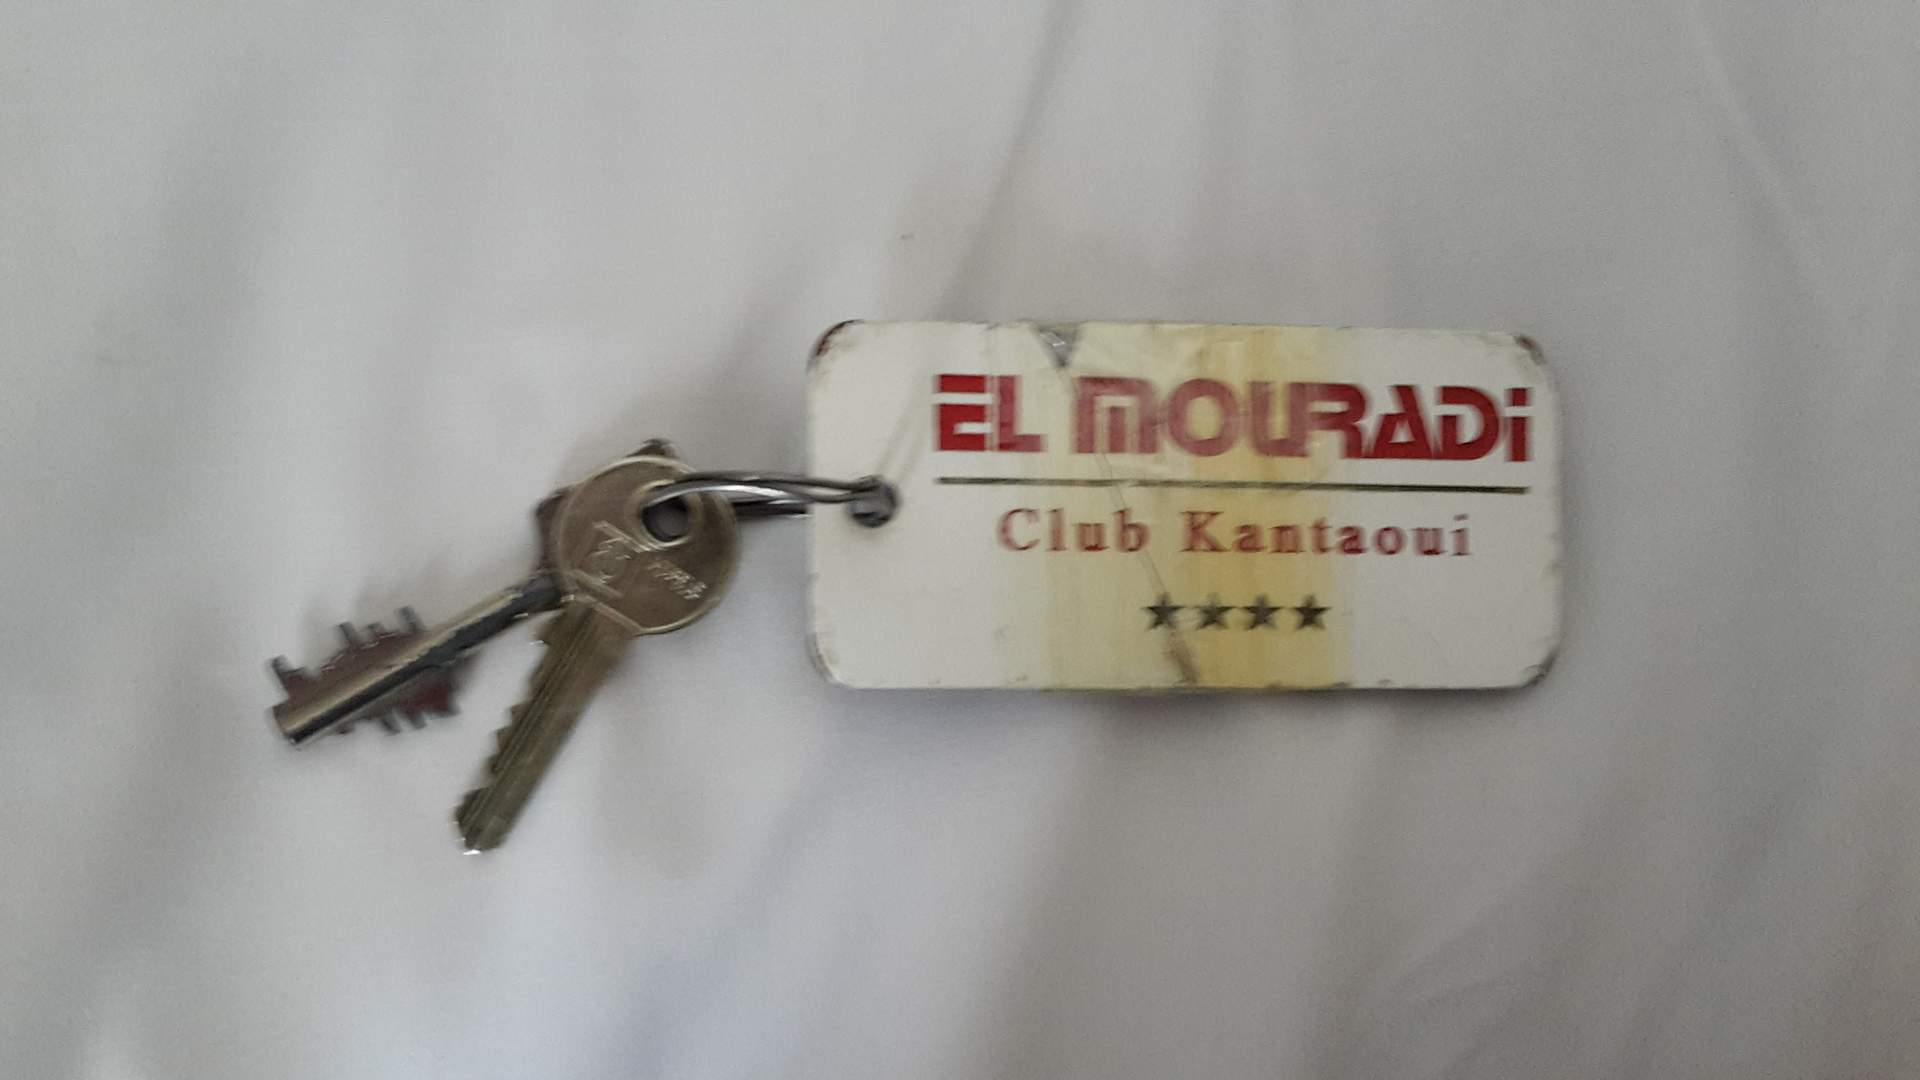 EL MOURADi
Club Kantaoui
★★★★